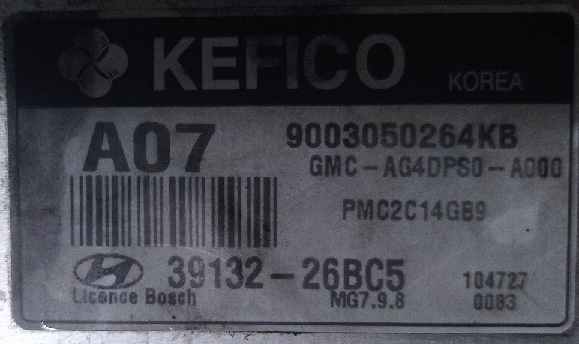 KEFICO KOREA
A07 9003050264KB
GMC-AG4DPS0-A000
PMC2C14GB9
39132-26BC5 104727
Licence Bosch MG7.9.8 0083